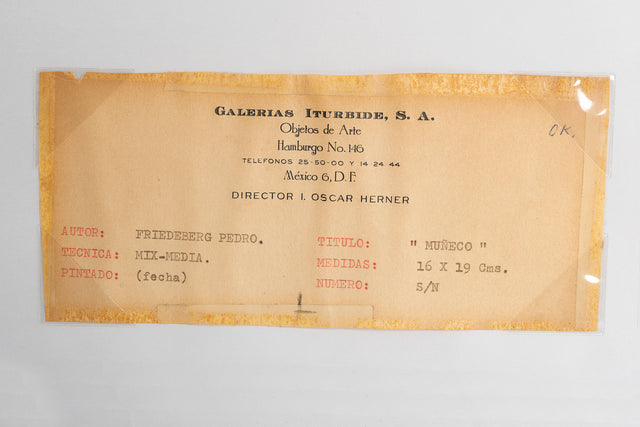 GALERIAS ITURBIDE, S. A.
Objetos de Arte
Hamburgo No. 146
TELEFONOS 25-50-00 Y 14 24 44
México 6, D. F.
DIRECTOR I. OSCAR HERNER
OK.
AUTOR: FRIEDEBERG PEDRO. TITULO: " MUÑECO "
TECNICA: MIX-MEDIA. MEDIDAS: 16 X 19 Cms.
PINTADO: (fecha) NUMERO: S/N